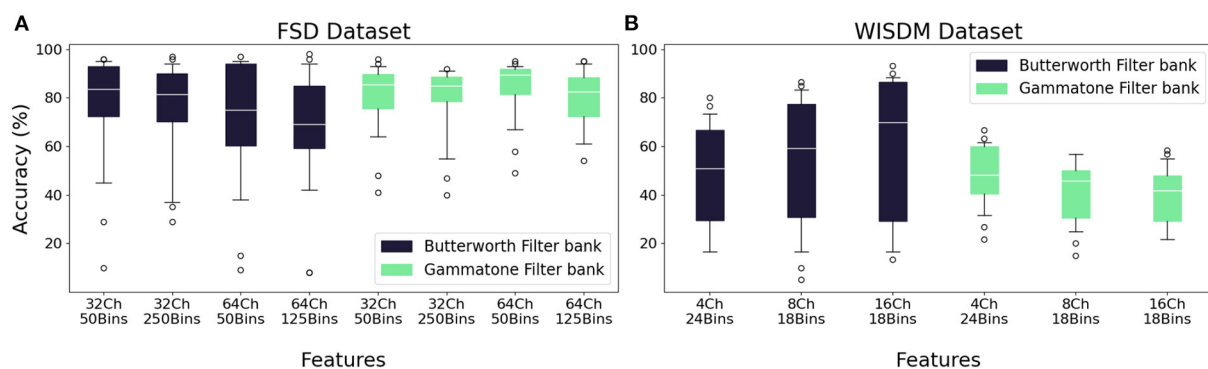 A
FSD Dataset
Accuracy (%)
100
80
60
40
20
Butterworth Filter bank
Gammatone Filter bank
32Ch 32Ch 64Ch 64Ch 32Ch 32Ch 64Ch 64Ch
50Bins 250Bins 50Bins 125Bins 50Bins 250Bins 50Bins 125Bins
Features
B
WISDM Dataset
100
80
60
40
20
Butterworth Filter bank
Gammatone Filter bank
4Ch 8Ch 16Ch 4Ch 8Ch 16Ch
24Bins 18Bins 18Bins 24Bins 18Bins 18Bins
Features